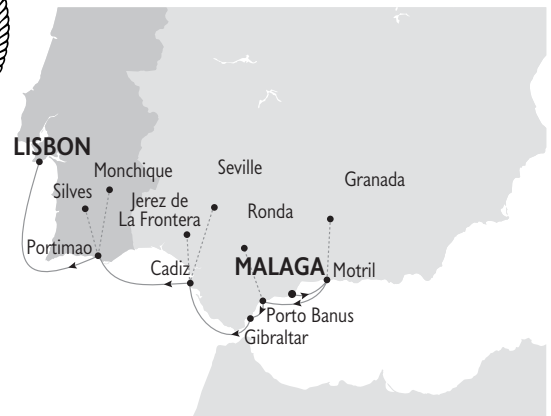 LISBON
Monchique
Silves
Seville
Jerez de
La Frontera
Granada
Ronda
Portimao
Cadiz
MALAGA
Motril
Porto Banus
Gibraltar